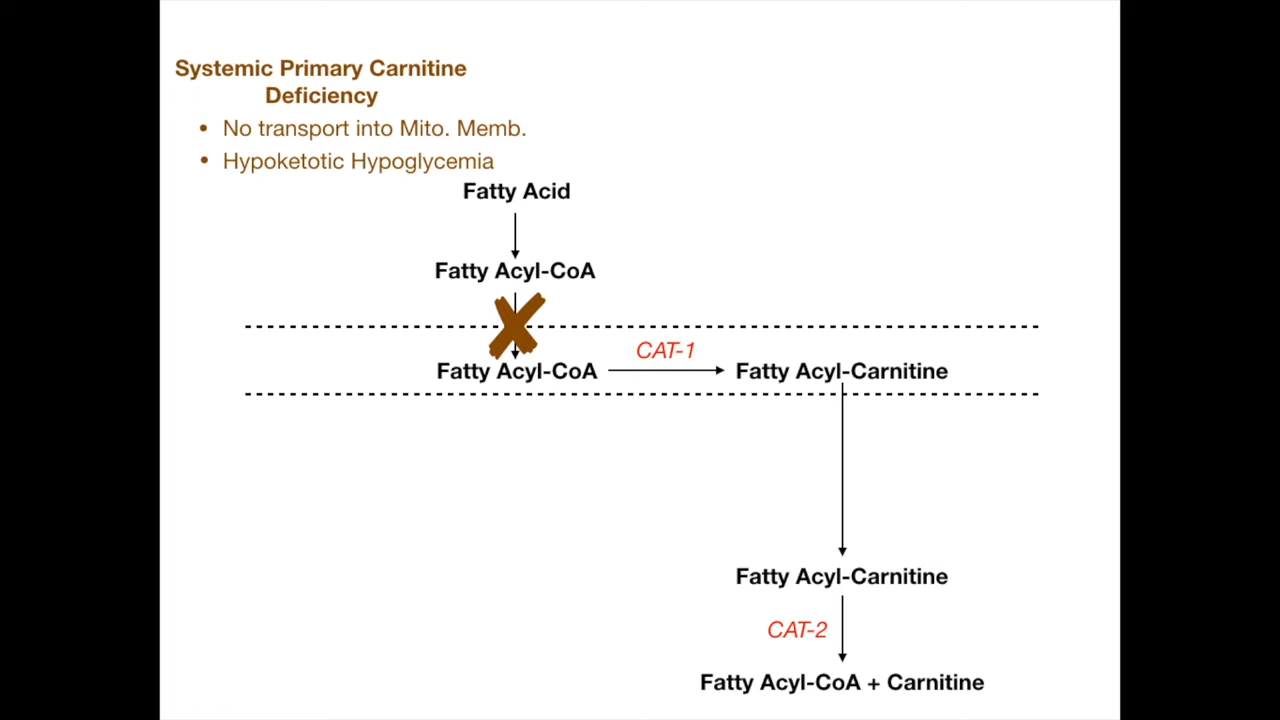 Systemic Primary Carnitine
Deficiency
• No transport into Mito. Memb.
• Hypoketotic Hypoglycemia
Fatty Acid
Fatty Acyl-CoA
CAT-1
Fatty Acyl-CoA
Fatty Acyl-Carnitine
Fatty Acyl-Carnitine
CAT-2
Fatty Acyl-CoA + Carnitine